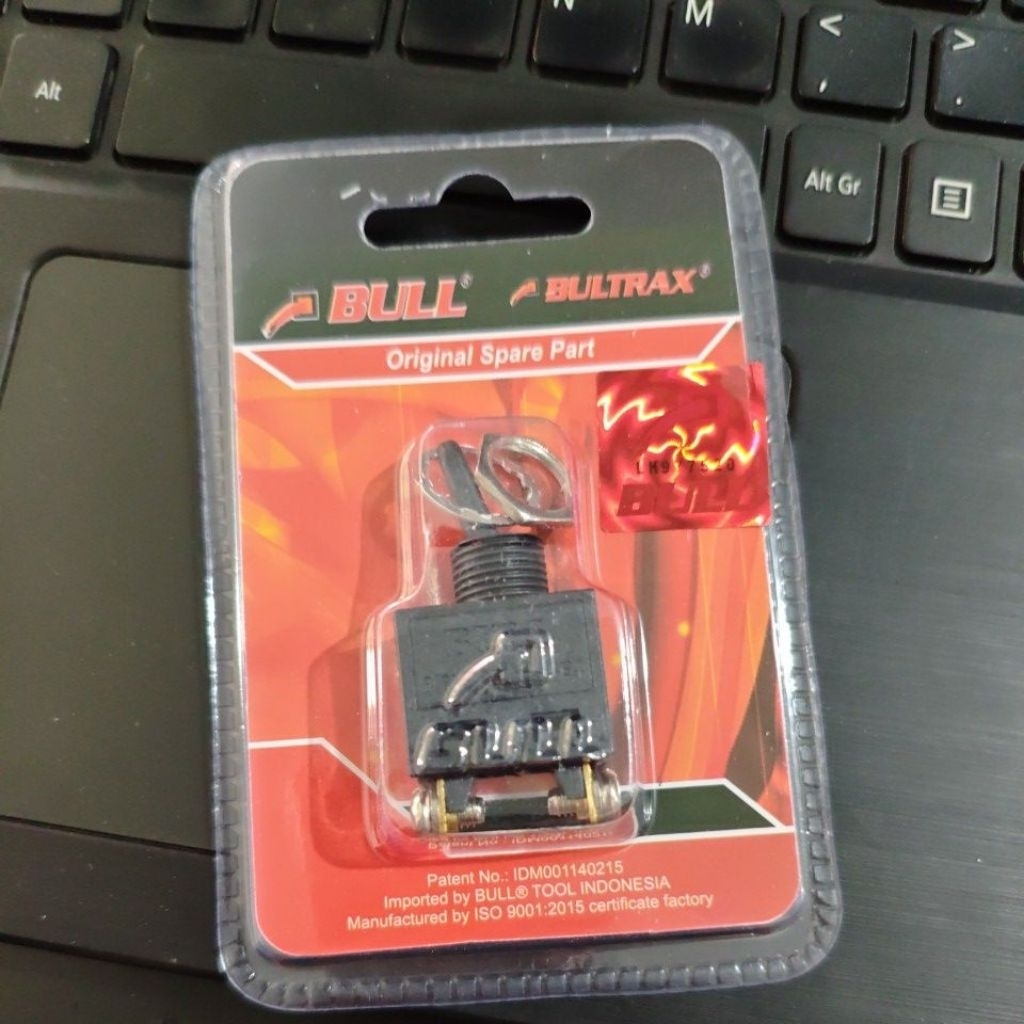 N
M
<
,
>
.
Alt
Alt Gr
BULL®
BULTRAX®
Original Spare Part
BULL
BULL
Patent No.: IDM001140215
Imported by BULL® TOOL INDONESIA
Manufactured by ISO 9001:2015 certificate factory